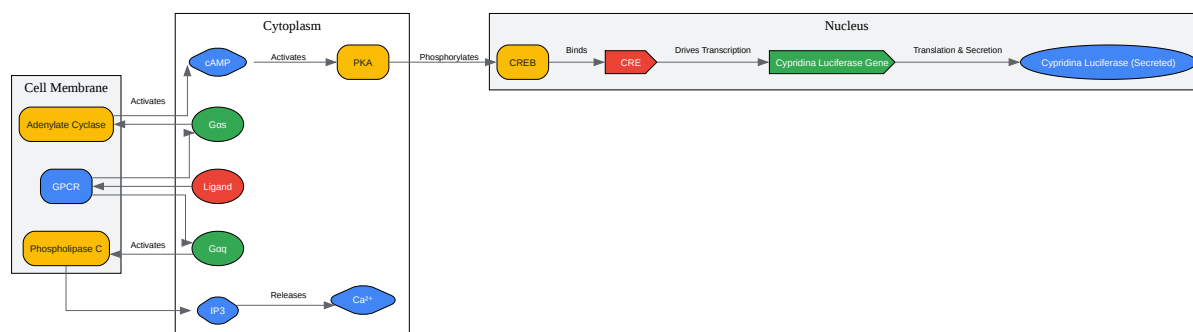 Cytoplasm
Nucleus
cAMP
Activates
PKA
Phosphorylates
CREB
Binds
CRE
Drives Transcription
Cypridina Luciferase Gene
Translation & Secretion
Cypridina Luciferase (Secreted)
Cell Membrane
Activates
Adenylate Cyclase
Gαs
GPCR
Ligand
Phospholipase C
Activates
Gαq
IP3
Releases
Ca²⁺